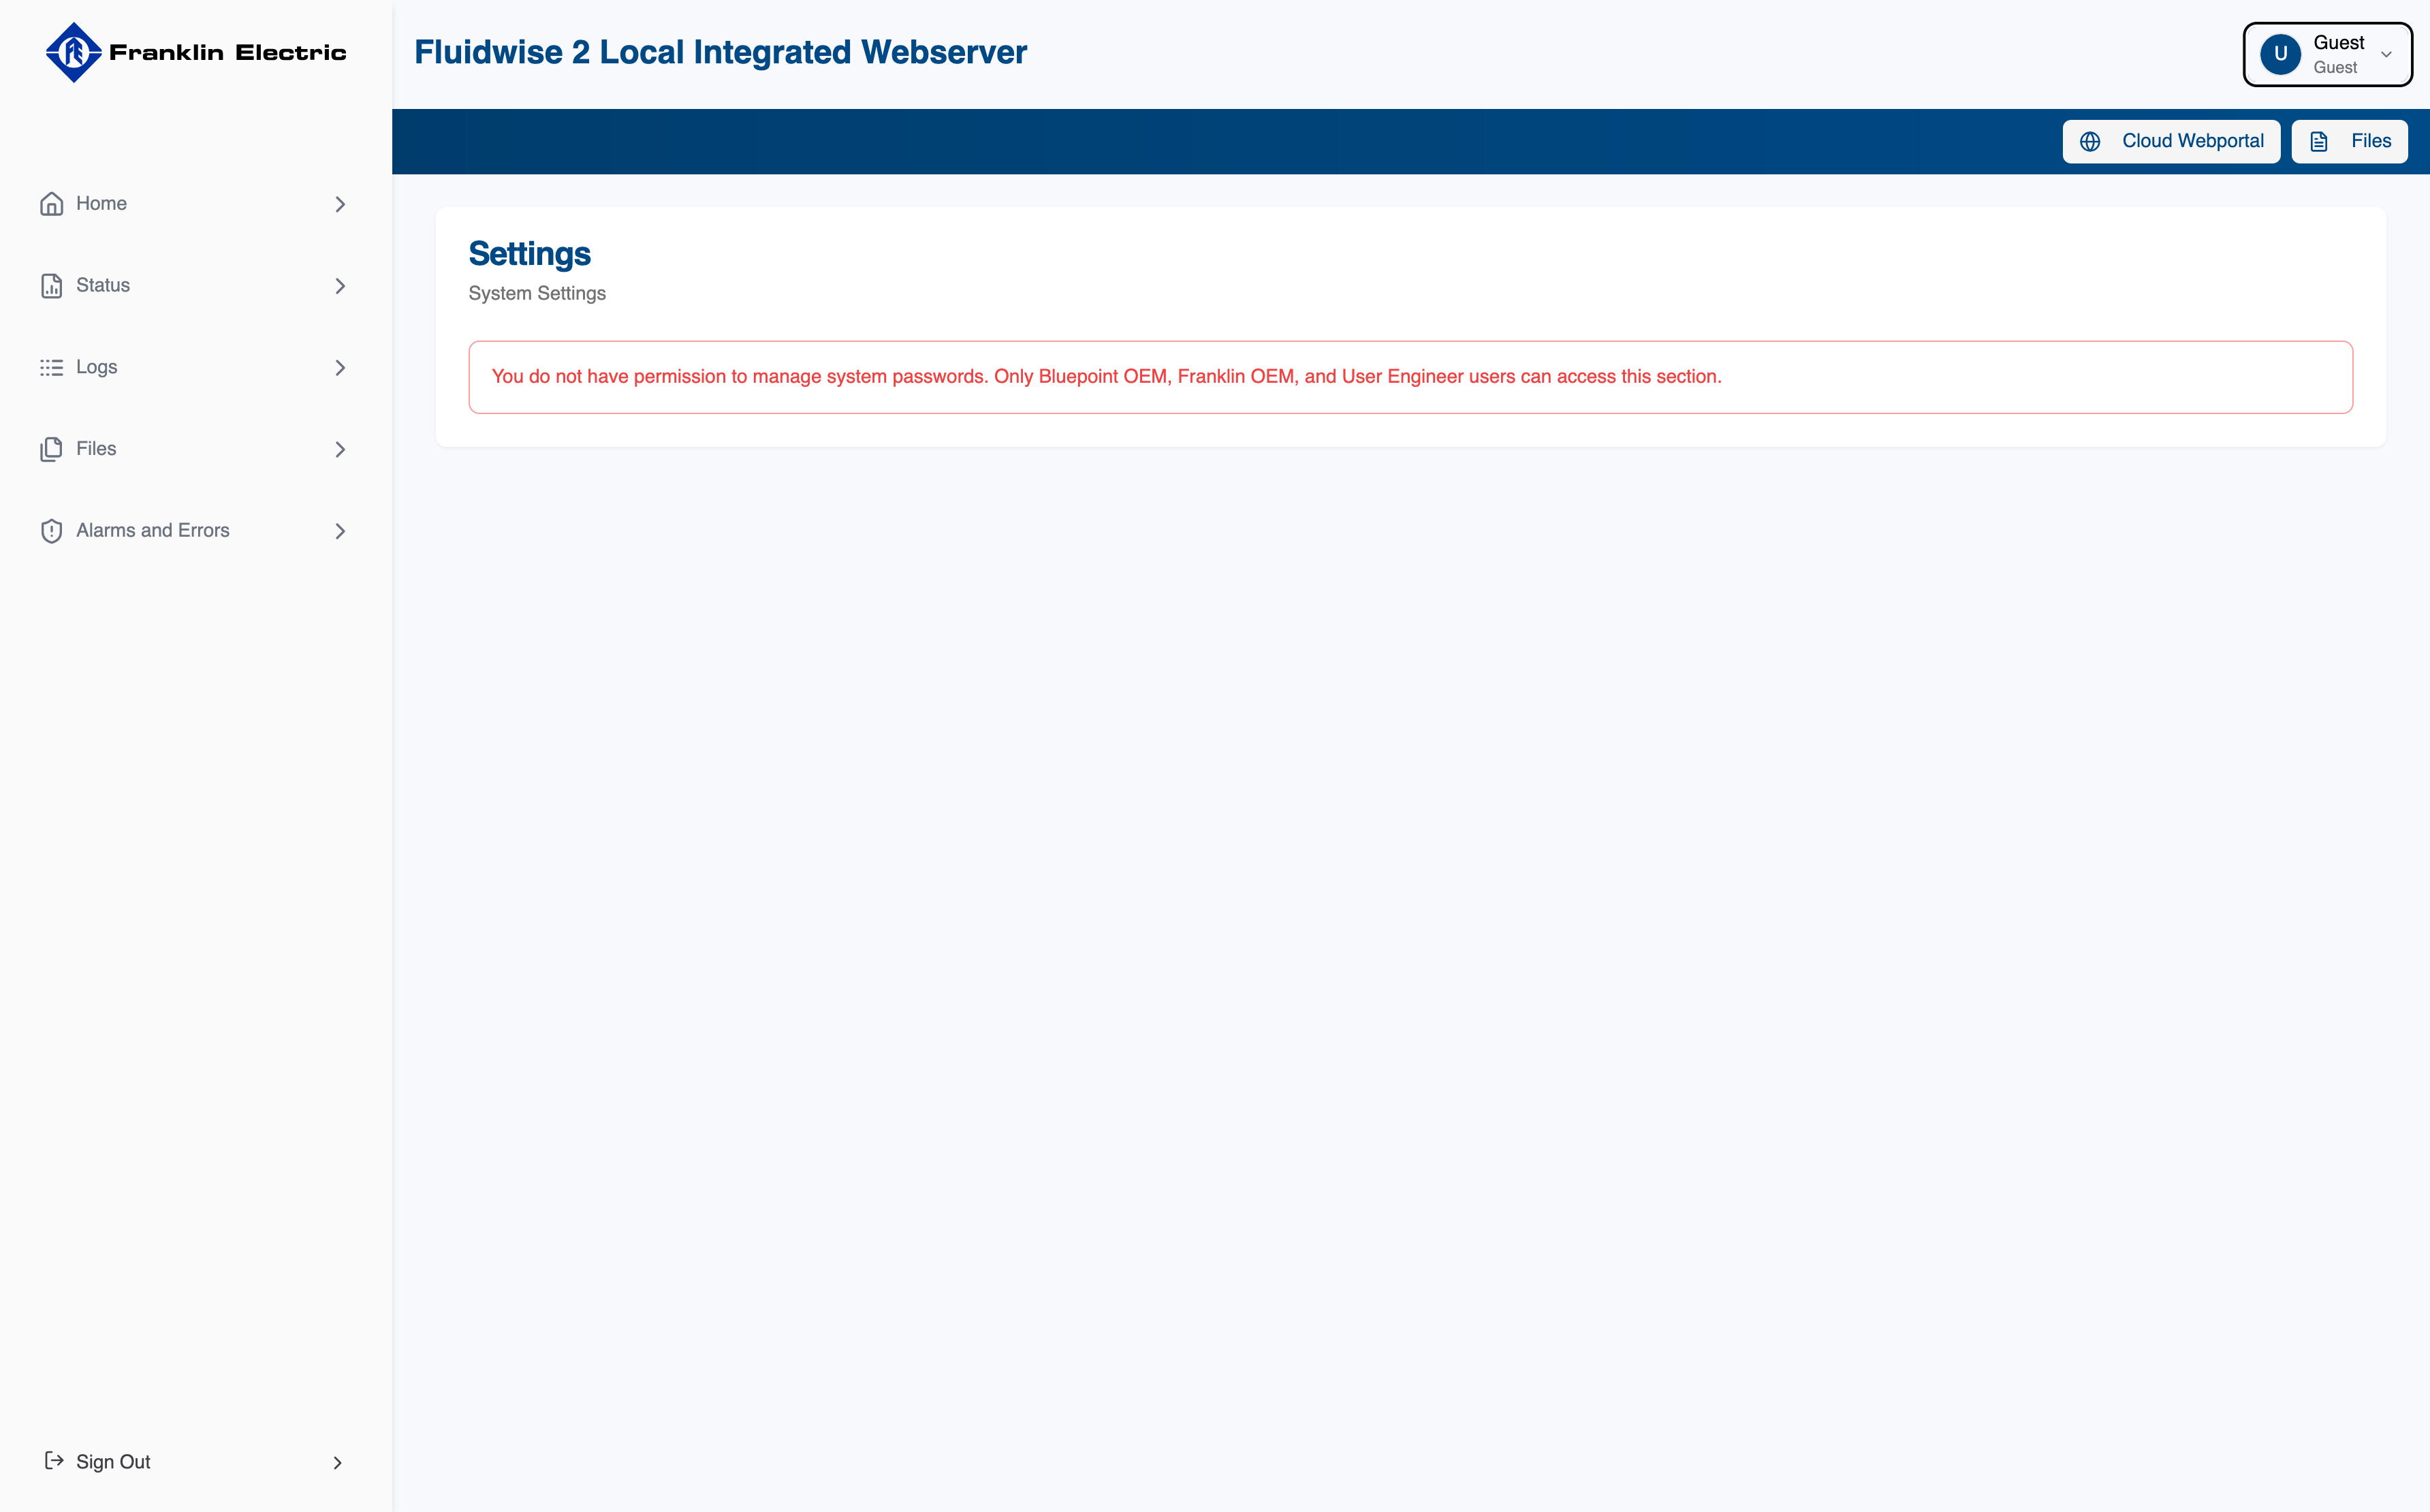 Franklin Electric
Fluidwise 2 Local Integrated Webserver
U
Guest
Guest
Cloud Webportal
Files
Home
Status
Logs
Files
Alarms and Errors
Settings
System Settings
You do not have permission to manage system passwords. Only Bluepoint OEM, Franklin OEM, and User Engineer users can access this section.
Sign Out